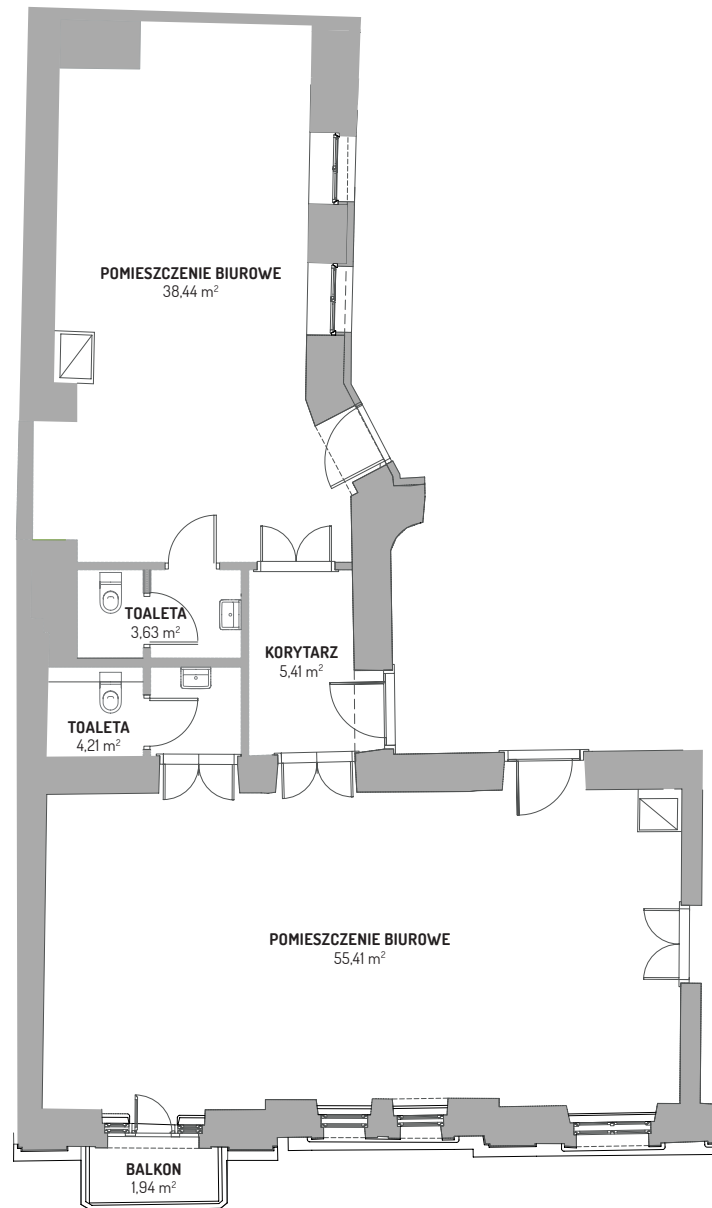 POMIESZCZENIE BIUROWE
38,44 m²
TOALETA
3,63 m²
KORYTARZ
5,41 m²
TOALETA
4,21 m²
POMIESZCZENIE BIUROWE
55,41 m²
BALKON
1,94 m²